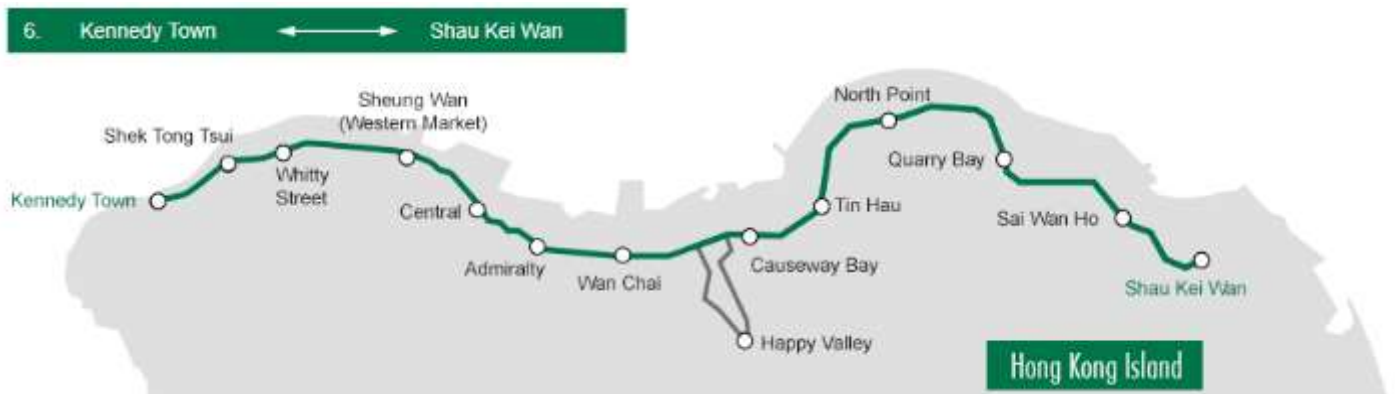 6. Kennedy Town Shau Kei Wan
Sheung Wan
(Western Market)
North Point
Shek Tong Tsui
Quarry Bay
Whitty
Street
Kennedy Town
Central
Tin Hau
Sai Wan Ho
Admiralty
Wan Chai
Causeway Bay
Shau Kei Wan
Happy Valley
Hong Kong Island